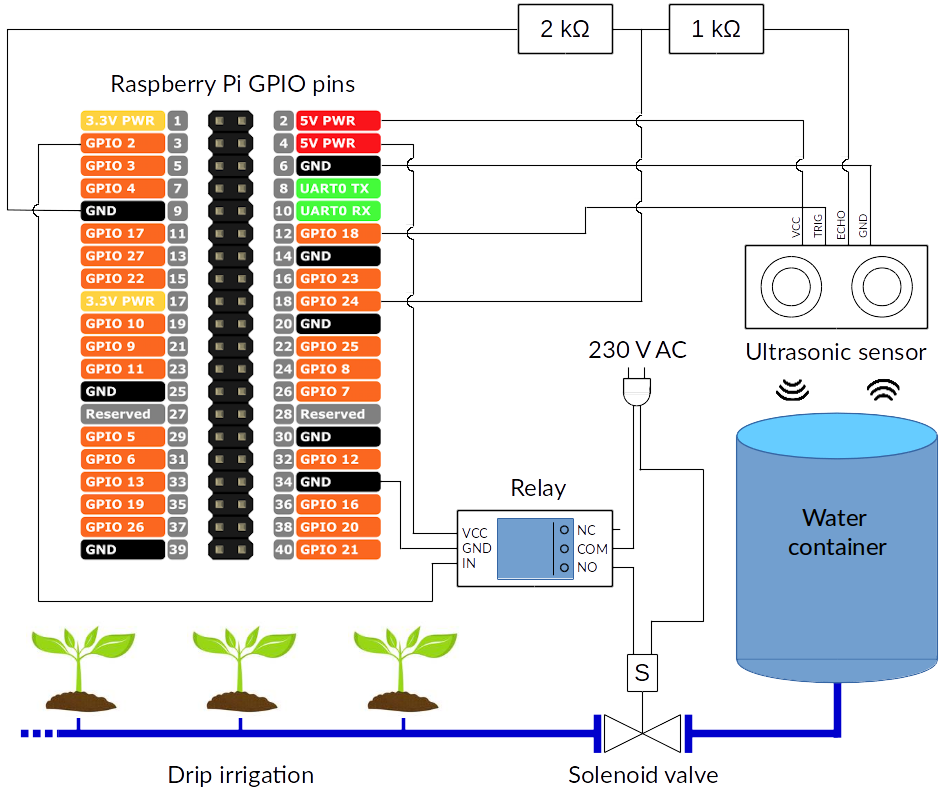 2 kΩ 1 kΩ
Raspberry Pi GPIO pins
3.3V PWR 1 2 5V PWR
GPIO 2 3 4 5V PWR
GPIO 3 5 6 GND
GPIO 4 7 8 UART0 TX
GND 9 10 UART0 RX
GPIO 17 11 12 GPIO 18
GPIO 27 13 14 GND
GPIO 22 15 16 GPIO 23
3.3V PWR 17 18 GPIO 24
GPIO 10 19 20 GND
GPIO 9 21 22 GPIO 25
GPIO 11 23 24 GPIO 8
GND 25 26 GPIO 7
Reserved 27 28 Reserved
GPIO 5 29 30 GND
GPIO 6 31 32 GPIO 12
GPIO 13 33 34 GND
GPIO 19 35 36 GPIO 16
GPIO 26 37 38 GPIO 20
GND 39 40 GPIO 21
VCC
TRIG
ECHO
GND
Ultrasonic sensor
230 V AC
Relay
VCC
GND
IN
NC
COM
NO
Water
container
S
Drip irrigation
Solenoid valve